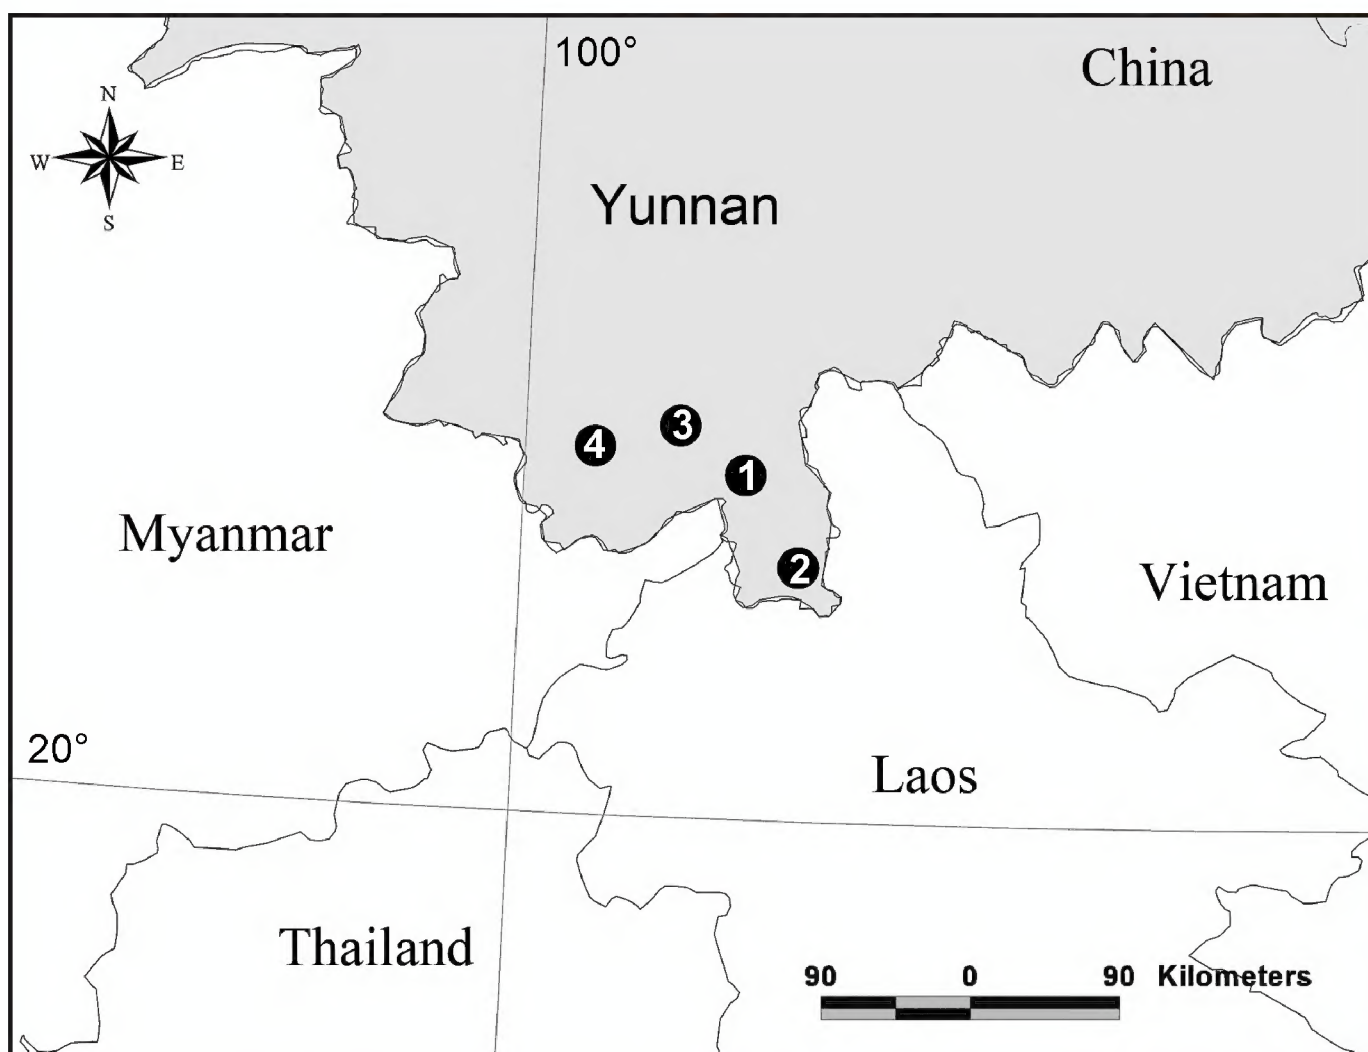 100°
China
N
W E
S
Yunnan
3
4
1
Myanmar
2
Vietnam
20°
Laos
Thailand
90 0 90 Kilometers